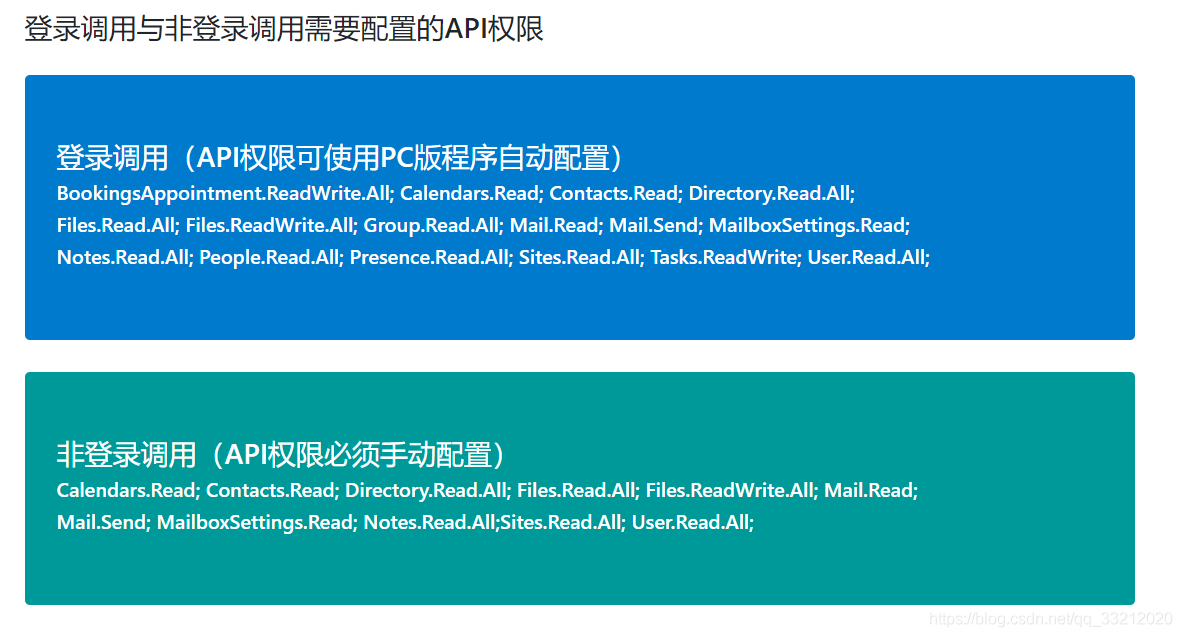 登录调用与非登录调用需要配置的API权限
登录调用（API权限可使用PC版程序自动配置）
BookingsAppointment.ReadWrite.All; Calendars.Read; Contacts.Read; Directory.Read.All;
Files.Read.All; Files.ReadWrite.All; Group.Read.All; Mail.Read; Mail.Send; MailboxSettings.Read;
Notes.Read.All; People.Read.All; Presence.Read.All; Sites.Read.All; Tasks.ReadWrite; User.Read.All;
非登录调用（API权限必须手动配置）
Calendars.Read; Contacts.Read; Directory.Read.All; Files.Read.All; Files.ReadWrite.All; Mail.Read;
Mail.Send; MailboxSettings.Read; Notes.Read.All;Sites.Read.All; User.Read.All;
https://blog.csdn.net/qq_33212020